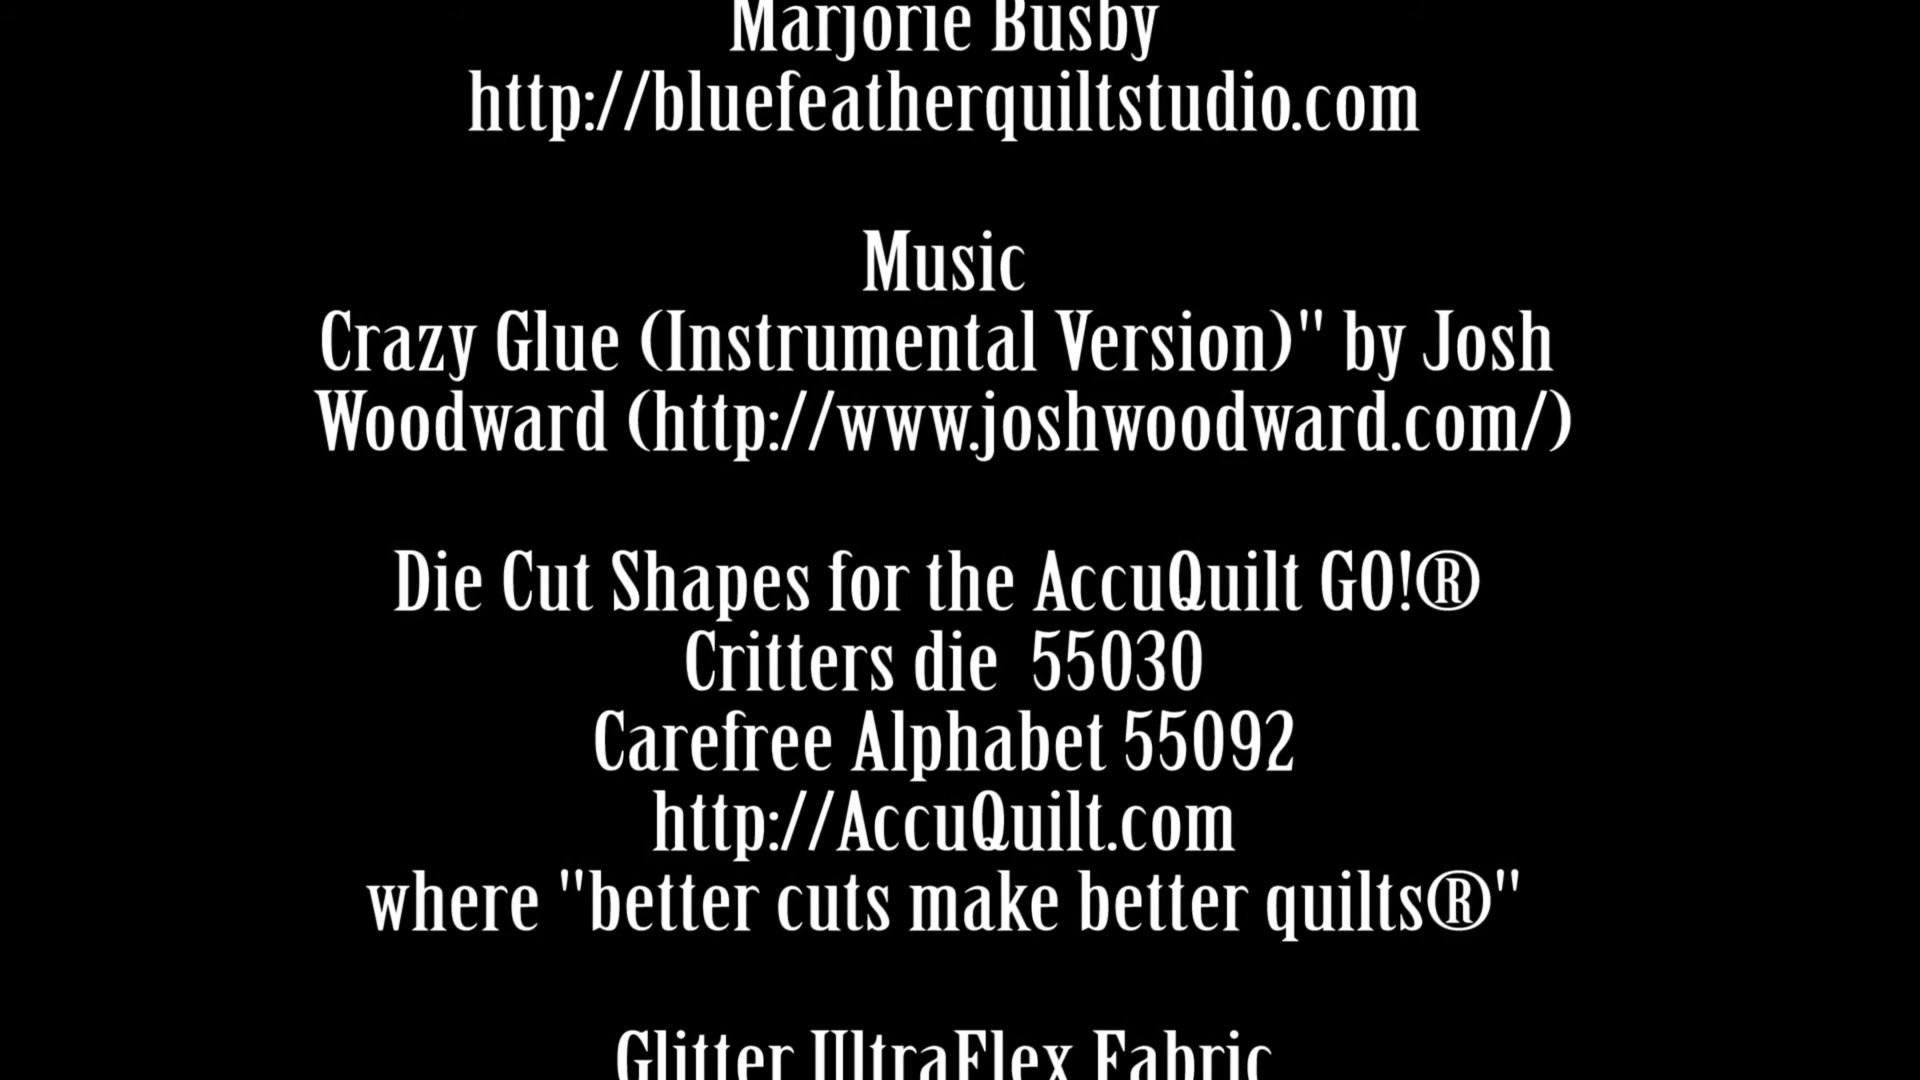 Marjorie Busby
http://bluefeatherquiltstudio.com
Music
Crazy Glue (Instrumental Version)" by Josh
Woodward (http://www.joshwoodward.com/)
Die Cut Shapes for the AccuQuilt GO!®
Critters die  55030
Carefree Alphabet 55092
http://AccuQuilt.com
where "better cuts make better quilts®"
Glitter UltraFlex Fabric